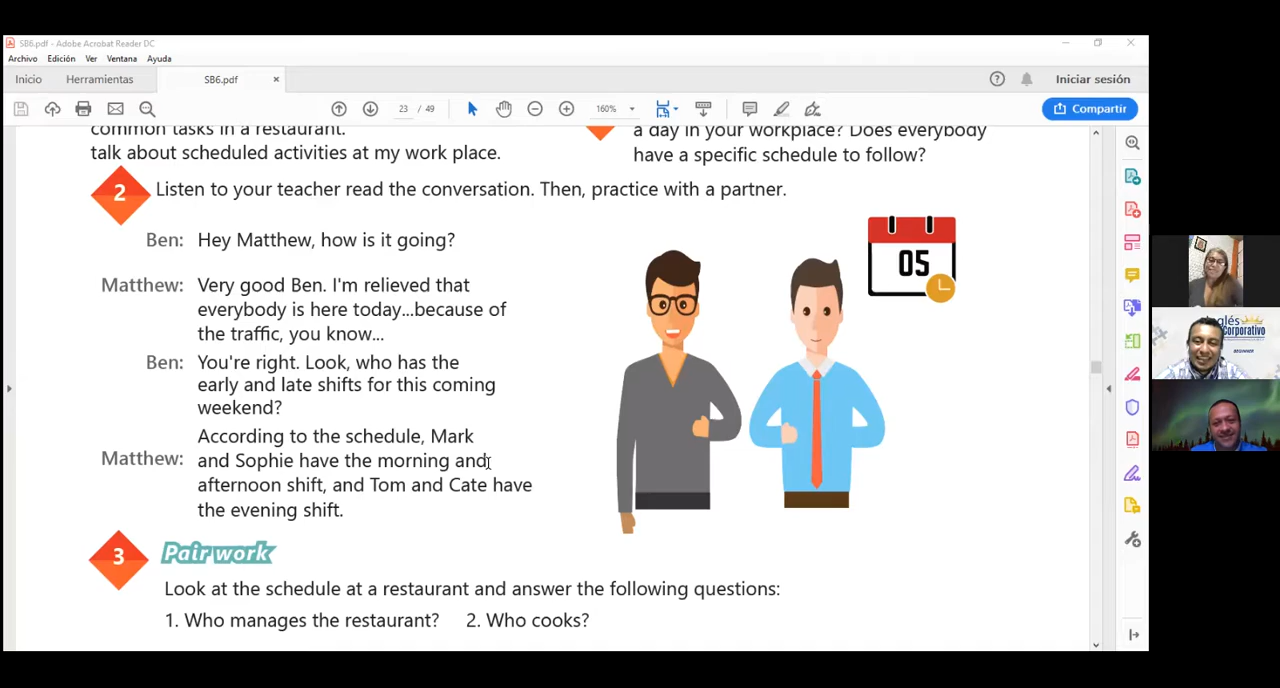 SB6.pdf - Adobe Acrobat Reader DC
Archivo Edición Ver Ventana Ayuda
Inicio Herramientas SB6.pdf × Iniciar sesión
23 / 49 160% Compartir
common tasks in a restaurant.
talk about scheduled activities at my work place.
a day in your workplace? Does everybody
have a specific schedule to follow?
2 Listen to your teacher read the conversation. Then, practice with a partner.
Ben: Hey Matthew, how is it going?
Matthew: Very good Ben. I'm relieved that
everybody is here today...because of
the traffic, you know...
Ben: You're right. Look, who has the
early and late shifts for this coming
weekend?
Matthew: According to the schedule, Mark
and Sophie have the morning and
afternoon shift, and Tom and Cate have
the evening shift.
05
3 Pair work
Look at the schedule at a restaurant and answer the following questions:
1. Who manages the restaurant? 2. Who cooks?
Inglés
Corporativo
BEGINNER